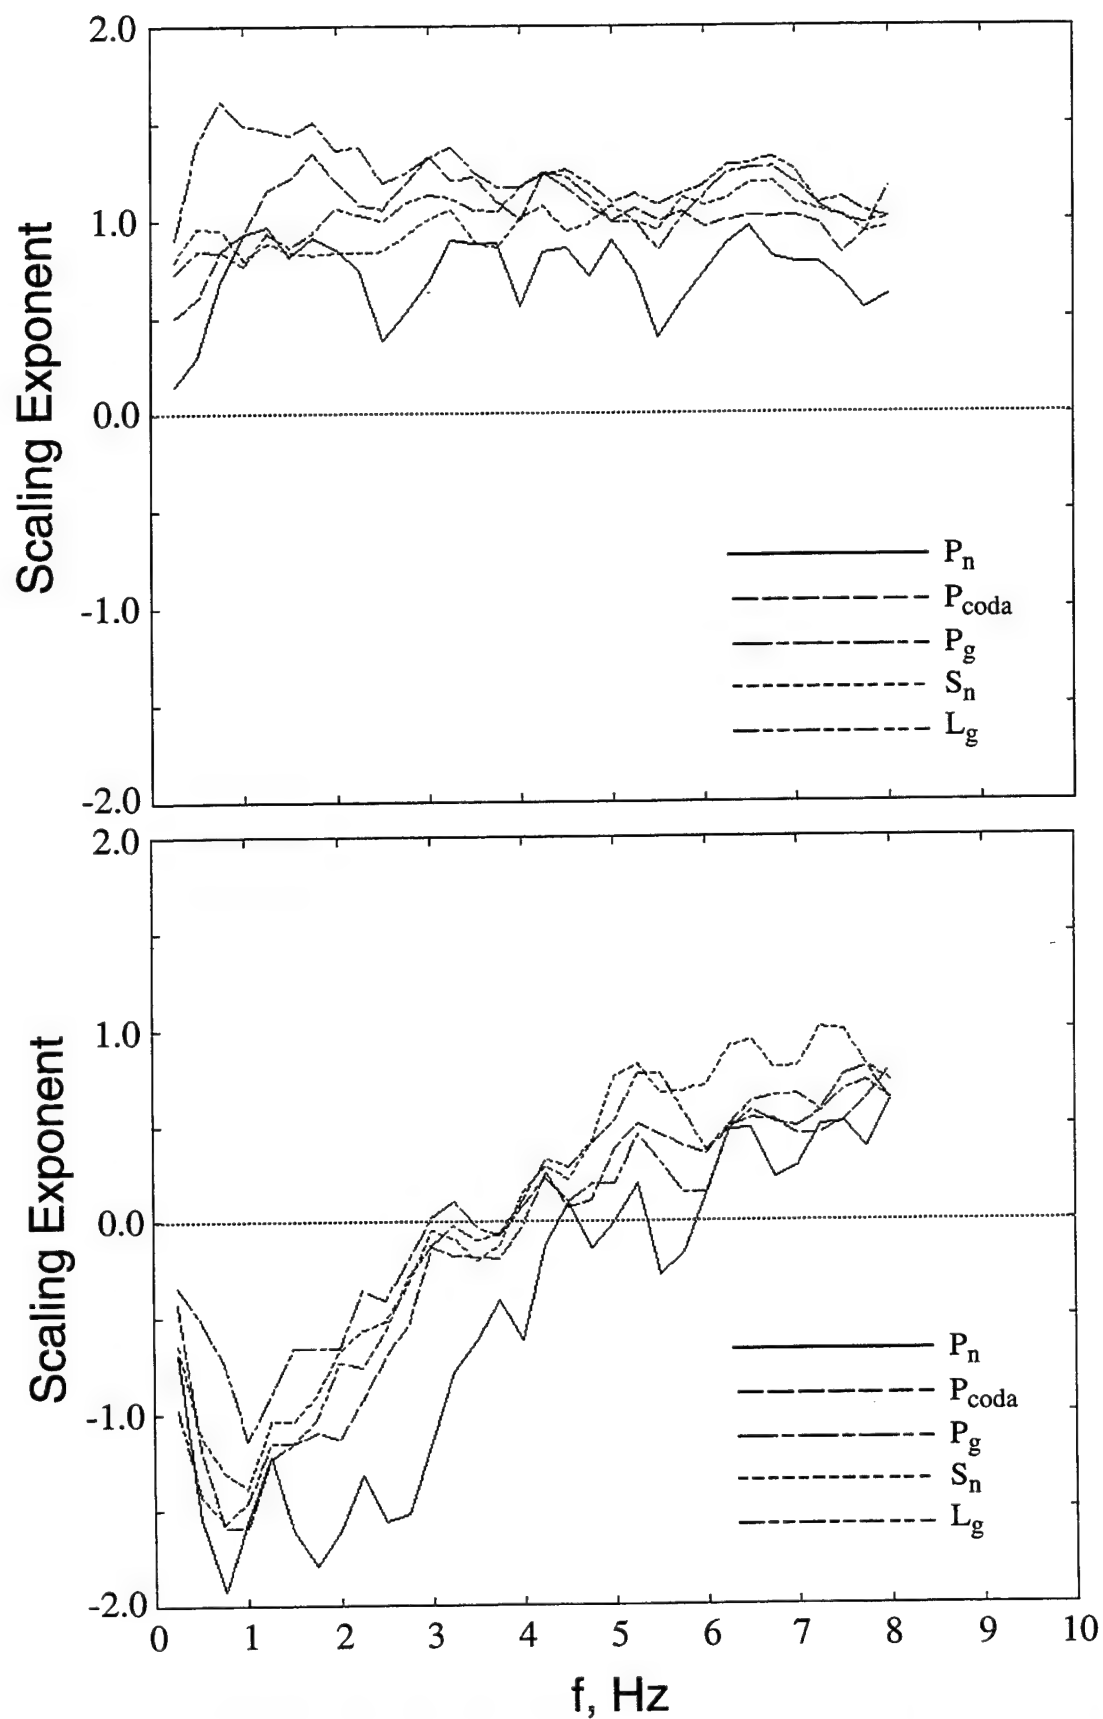 2.0
1.0
0.0
-1.0
-2.0
Scaling Exponent
Pn
Pcoda
Pg
Sn
Lg
2.0
1.0
0.0
-1.0
-2.0
Scaling Exponent
Pn
Pcoda
Pg
Sn
Lg
0 1 2 3 4 5 6 7 8 9 10
f, Hz